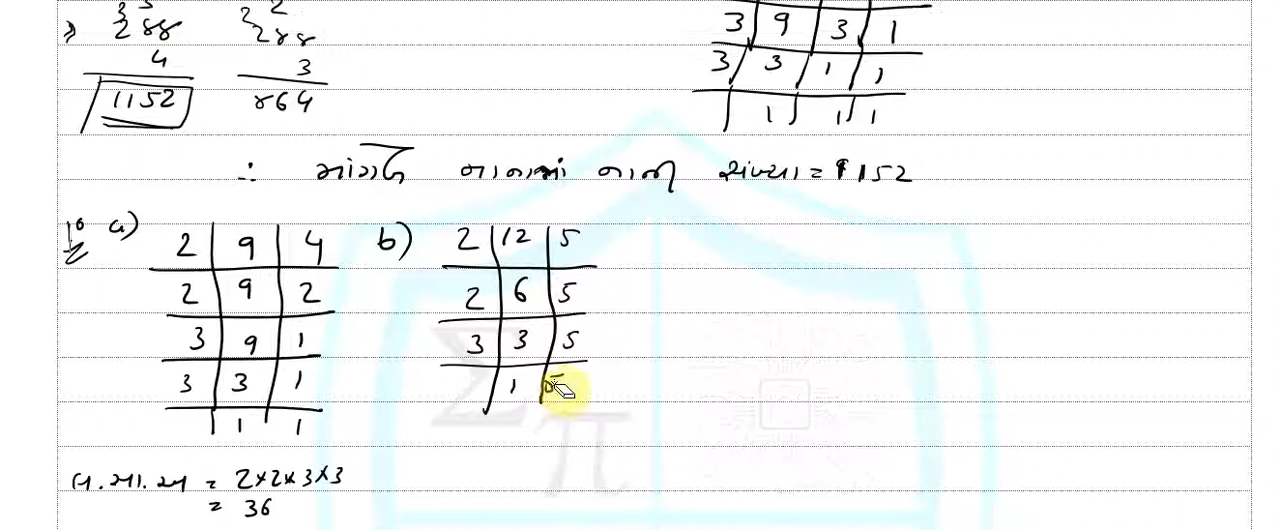 288 288
4 3
1152 864
3 9 3 1
3 3 1 1
1 1 1
∴ માંગેલ નાનામાં નાની સંખ્યા = 1152
10 a) b)
2 9 4 2 12 5
2 9 2 2 6 5
3 9 1 3 3 5
3 3 1 1 5
1 1
લ.સા.અ = 2×2×3×3
= 36